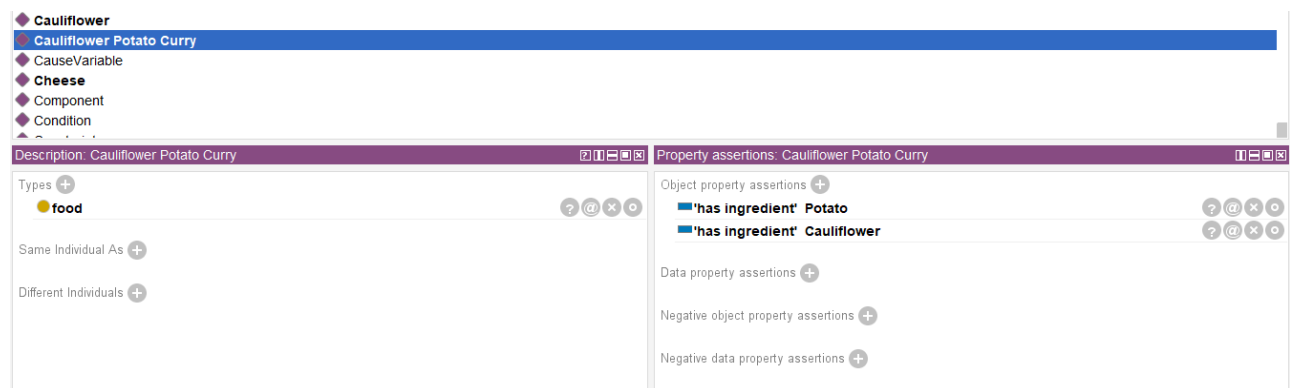 Cauliflower
Cauliflower Potato Curry
CauseVariable
Cheese
Component
Condition
Description: Cauliflower Potato Curry
Types
food
Same Individual As
Different Individuals
Property assertions: Cauliflower Potato Curry
Object property assertions
'has ingredient' Potato
'has ingredient' Cauliflower
Data property assertions
Negative object property assertions
Negative data property assertions